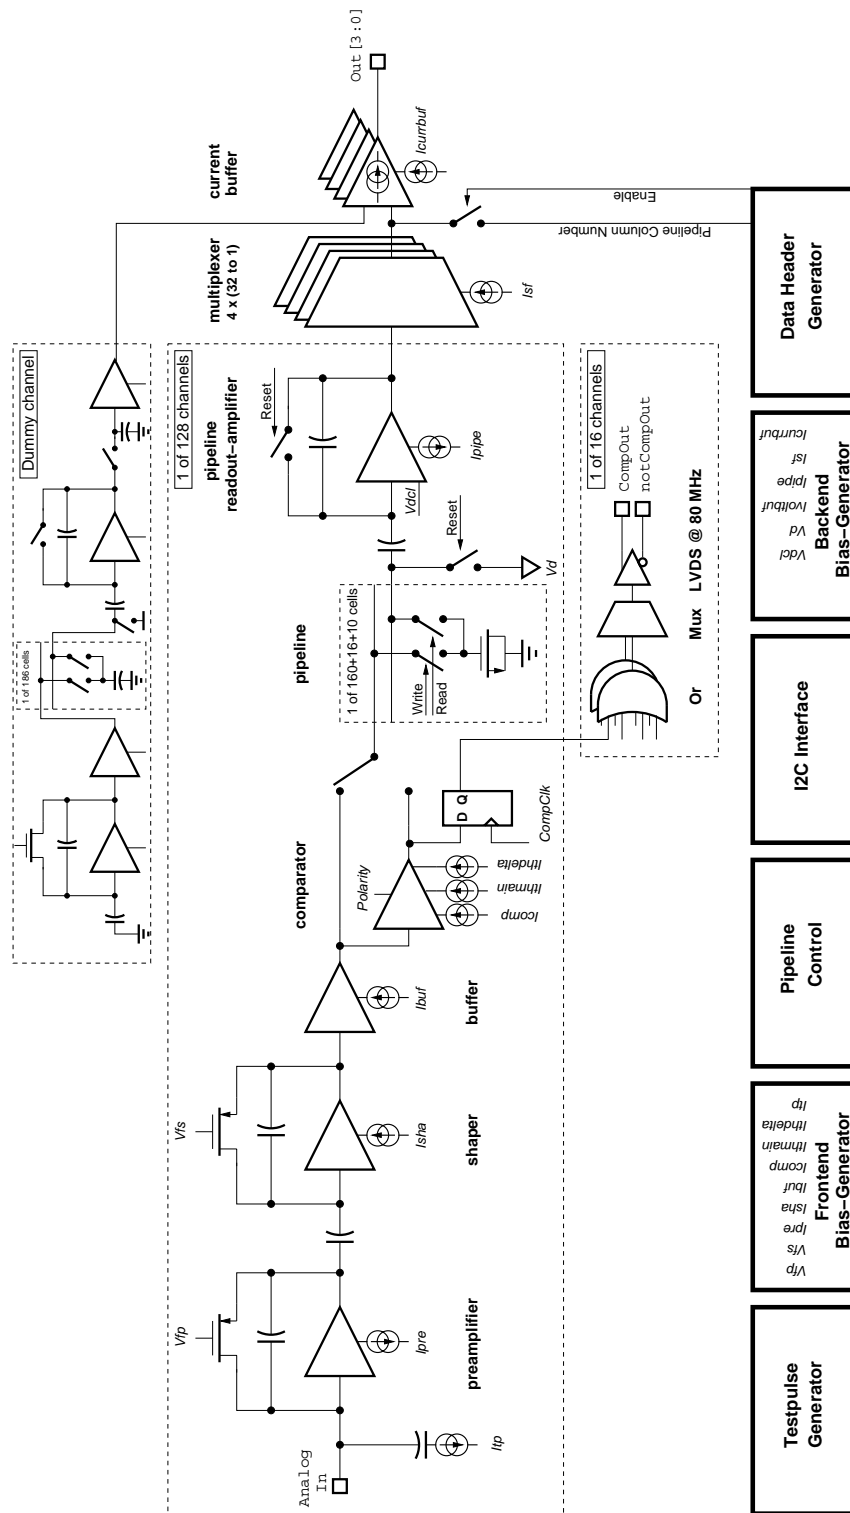 Dummy channel
1 of 186 cells
current
buffer
Out [3:0]
multiplexer
4 x (32 to 1)
Icurrbuf
Isf
Enable
Pipeline Column Number
1 of 128 channels
pipeline
readout−amplifier
Reset
Vdcl
Ipipe
Reset
Vd
pipeline
1 of 160+16+10 cells
Write
Read
comparator
Polarity
Icomp
Ithmain
Ithdelta
D Q
CompClk
buffer
Ibuf
shaper
Vfs
Isha
preamplifier
Vfp
Ipre
Analog
In
Itp
1 of 16 channels
CompOut
notCompOut
Or
Mux
LVDS @ 80 MHz
Testpulse
Generator
Vfp
Vfs
Ipre
Isha
Ibuf
Icomp
Ithmain
Ithdelta
Itp
Frontend
Bias−Generator
Pipeline
Control
I2C Interface
Vdcl
Vd
Ivoltbuf
Ipipe
Isf
Icurrbuf
Backend
Bias−Generator
Data Header
Generator